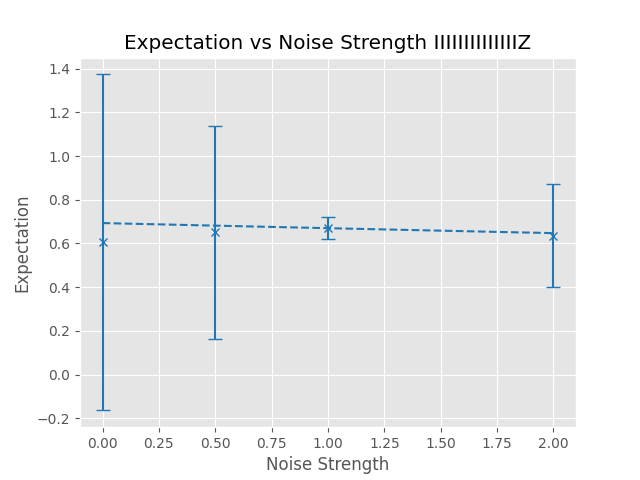 Expectation vs Noise Strength IIIIIIIIIIIIIIZ
Expectation
1.4
1.2
1.0
0.8
0.6
0.4
0.2
0.0
−0.2
0.00 0.25 0.50 0.75 1.00 1.25 1.50 1.75 2.00
Noise Strength